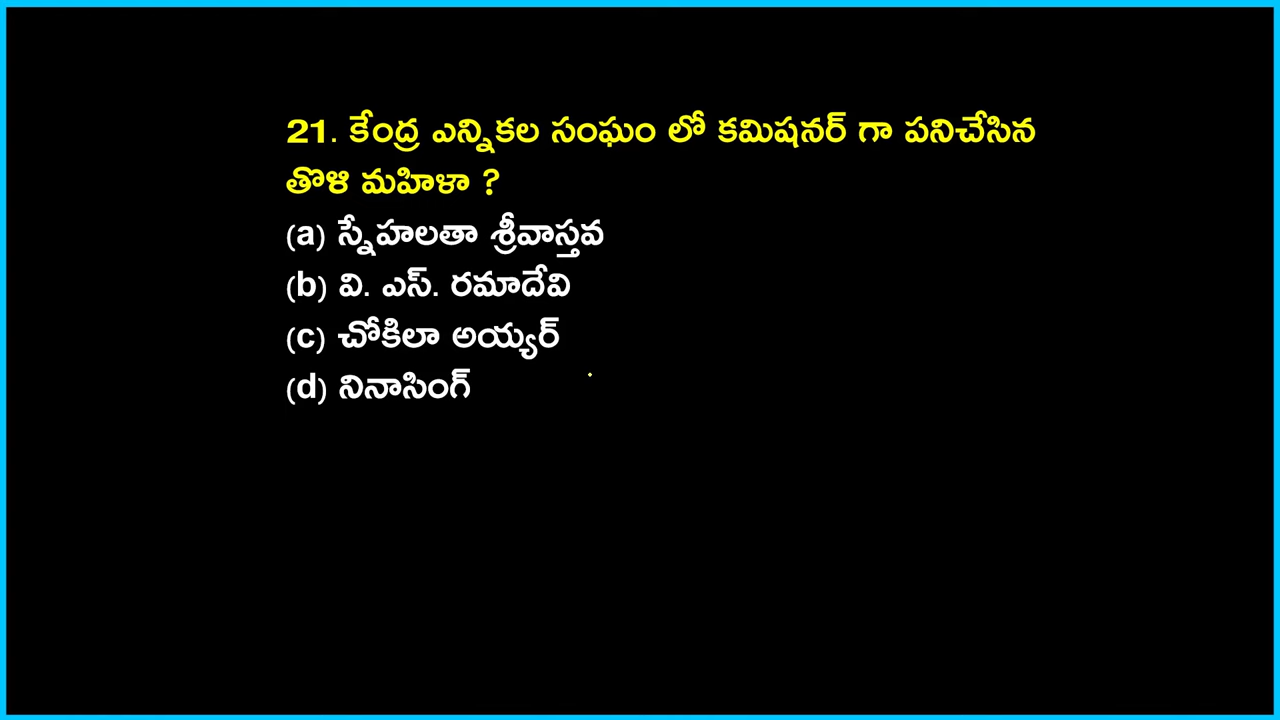 21. కేంద్ర ఎన్నికల సంఘం లో కమిషనర్ గా పనిచేసిన
తొళి మహిళా ?
(a) స్నేహలతా శ్రీవాస్తవ
(b) వి. ఎస్. రమాదేవి
(c) చోకిలా అయ్యర్
(d) నినాసింగ్